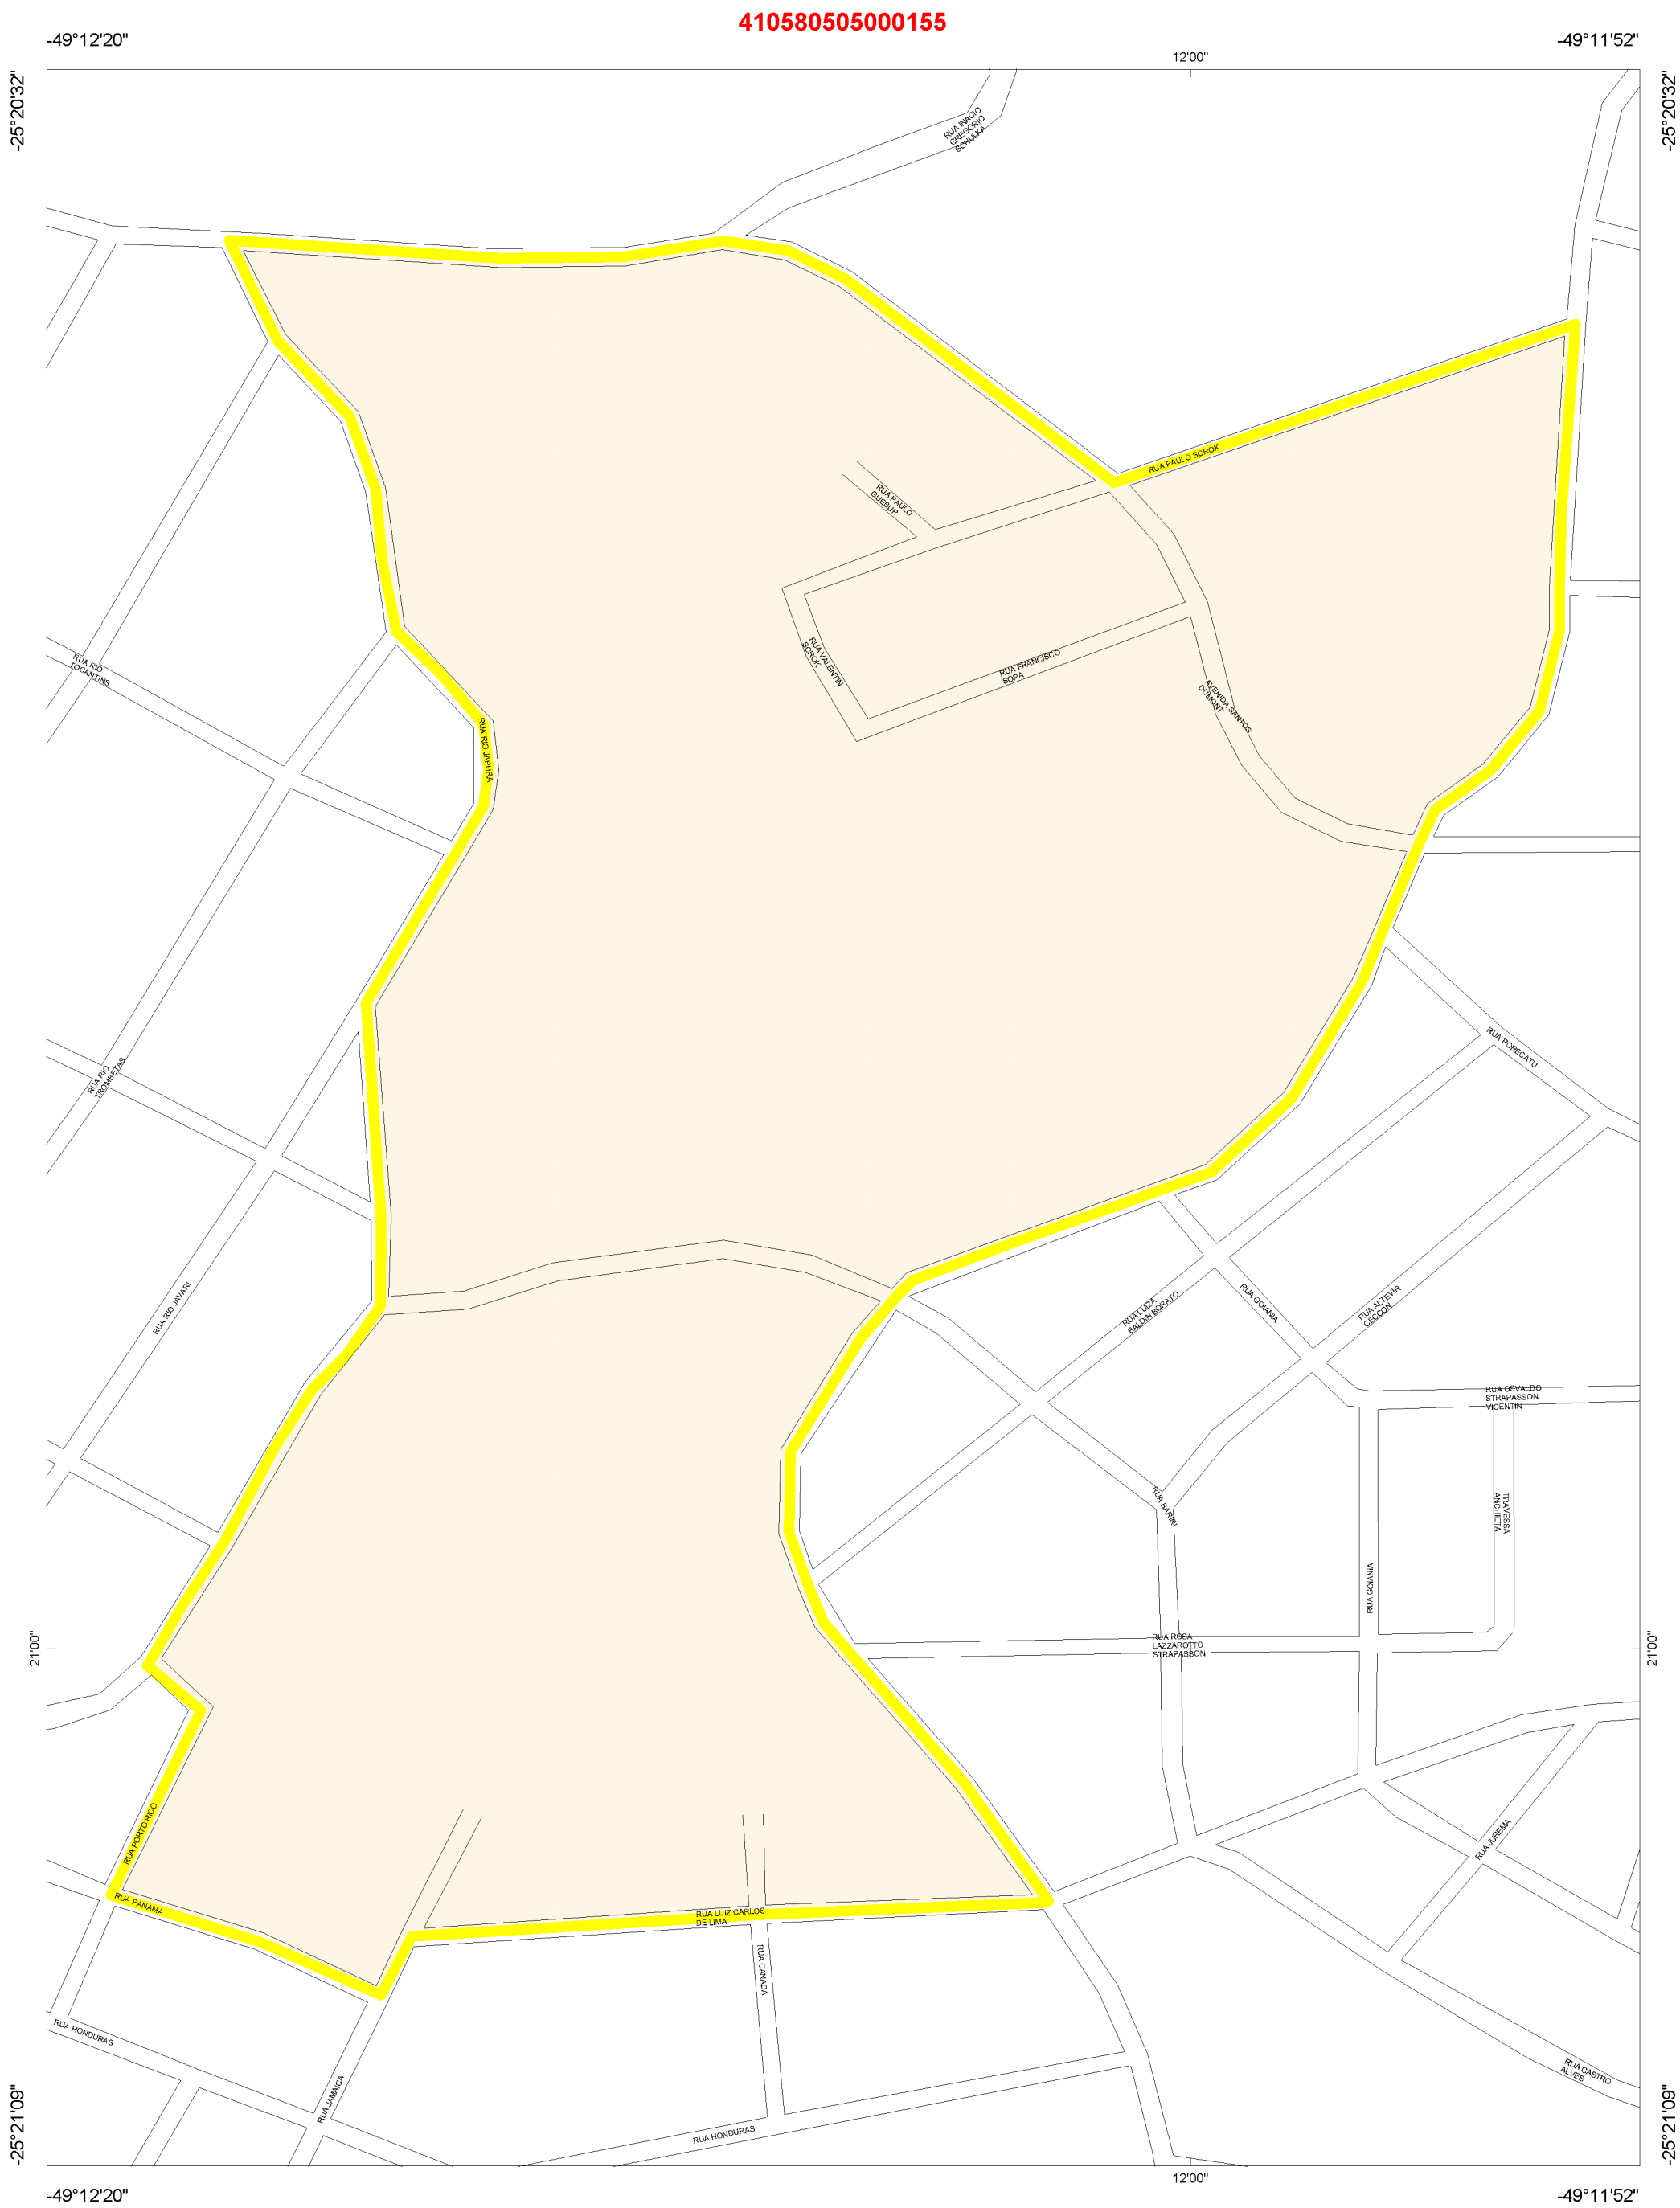 410580505000155
-49°12'20"
12'00"
-49°11'52"
-25°20'32"
-25°20'32"
RUA INACIO
GREGORIO
SCHULKA
RUA PAULO SCROK
RUA PAULO
GUEBUR
RUA RIO
TOCANTINS
RUA VALENTIN
SCROK
RUA FRANCISCO
SOPA
AVENIDA SANTOS
DUMONT
RUA RIO JAPURA
RUA PORECATU
RUA RIO
TROMBETAS
RUA RIO JAVARI
RUA LUIZA
BALDIN BORATO
RUA GOIANIA
RUA ALTEVIR
CECCON
RUA OSVALDO
STRAPASSON
VICENTIN
RUA BARIRI
TRAVESSA
ANCHIETA
RUA GOIANIA
21'00"
RUA ROSA
LAZZAROTTO
STRAPASSON
21'00"
RUA PORTO RICO
RUA JUREMA
RUA PANAMA
RUA LUIZ CARLOS
DE LIMA
RUA CANADA
RUA HONDURAS
RUA CASTRO
ALVES
RUA JAMAICA
RUA HONDURAS
-25°21'09"
-25°21'09"
-49°12'20"
12'00"
-49°11'52"